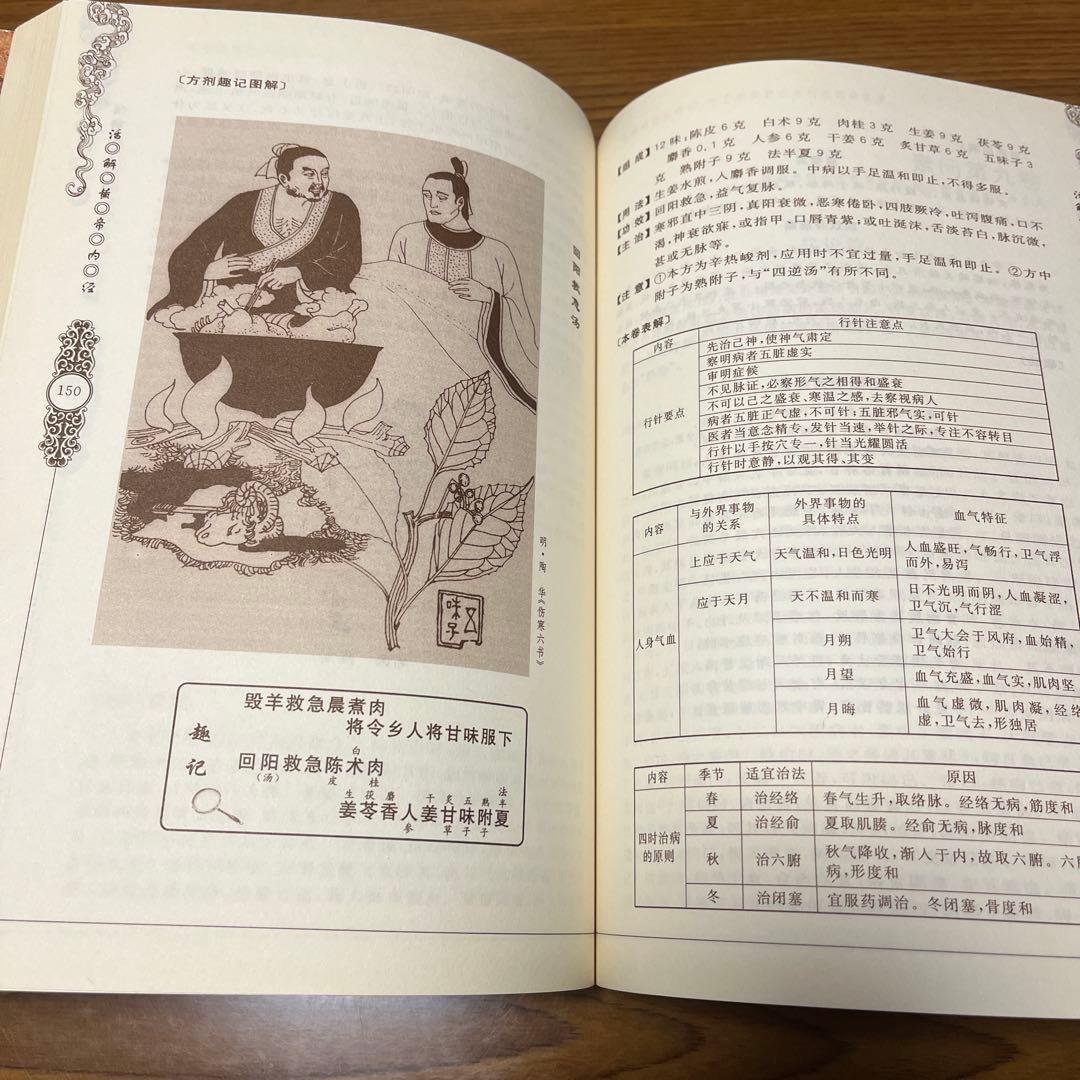 〔方剂趣记图解〕
活解黄帝内经
150
回阳救急汤
明·陶 华《伤寒六书》
五味子
趣记
毁羊救急晨煮肉
将令乡人将甘味服下
白
回阳救急陈术肉
(汤) 皮 桂
生茯麝 干炙五熟法
半
姜苓香人姜甘味附夏
参 草子子
【组成】12味:陈皮6克 白术9克 肉桂3克 生姜9克 茯苓9克
麝香0.1克 人参6克 干姜6克 炙甘草6克 五味子3
克 熟附子9克 法半夏9克
【用法】生姜水煎,入麝香调服。中病以手足温和即止,不得多服。
【功效】回阳救急,益气复脉。
【主治】寒邪直中三阴,真阳衰微,恶寒倦卧,四肢厥冷,吐泻腹痛,口不
渴,神衰欲寐,或指甲、口唇青紫,或吐涎沫,舌淡苔白,脉沉微,
甚或无脉等。
【注意】①本方为辛热峻剂,应用时不宜过量,手足温和即止。②方中
附子为熟附子,与“四逆汤”有所不同。
〔本卷表解〕
内容 行针注意点
行针要点
先治己神,使神气肃定
察明病者五脏虚实
审明症候
不见脉证,必察形气之相得和盛衰
不可以己之盛衰、寒温之感,去察视病人
病者五脏正气虚,不可针;五脏邪气实,可针
医者当意念精专,发针当速,举针之际,专注不容转目
行针以手按穴专一,针当光耀圆活
行针时意静,以观其得、其变
内容 与外界事物的关系 外界事物的具体特点 血气特征
人身气血
上应于天气 天气温和,日色光明 人血盛旺,气畅行,卫气浮
而外,易泻
应于天月 天不温和而寒 日不光明而阴,人血凝涩,
卫气沉,气行涩
月朔 卫气大会于风府,血始精,
卫气始行
月望 血气充盛,血气实,肌肉坚
月晦 血气虚微,肌肉凝,经络
虚,卫气去,形独居
内容 季节 适宜治法 原因
四时治病的原则
春 治经络 春气生升,取络脉。经络无病,筋度和
夏 治经俞 夏取肌腠。经俞无病,脉度和
秋 治六腑 秋气降收,渐入于内,故取六腑。六腑
病,形度和
冬 治闭塞 宜服药调治。冬闭塞,骨度和